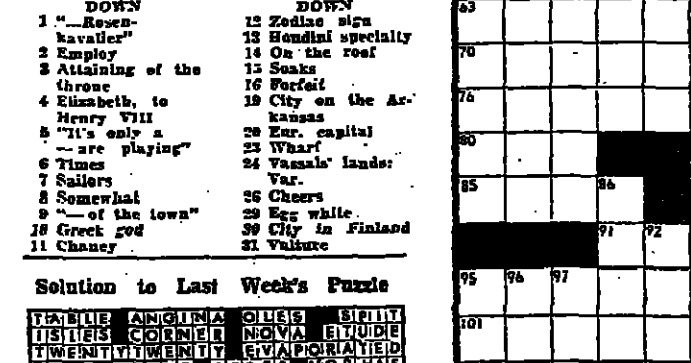 DOWN
1 "—Rosen-
kavalier"
2 Employ
3 Attaining of the
throne
4 Elizabeth, to
Henry VIII
5 "It's only a
— are playing"
6 Times
7 Sailors
8 Somewhat
9 "— of the town"
10 Greek god
11 Chaney
DOWN
12 Zodiac sign
13 Houdini specialty
14 On the roof
15 Soaks
16 Forfeit
19 City on the Ar-
kansas
20 Eur. capital
23 Wharf
24 Vassals' lands:
Var.
26 Cheers
29 Egg white
30 City in Finland
31 Vulture
63
70
76
80
85 86
91 92
95 96 97
101
Solution to Last Week's Puzzle
TABLE ANGINA OLES SPIT
ISLES CORNER NOVA ETUDE
TWENTYTWENTY EVAPORATED